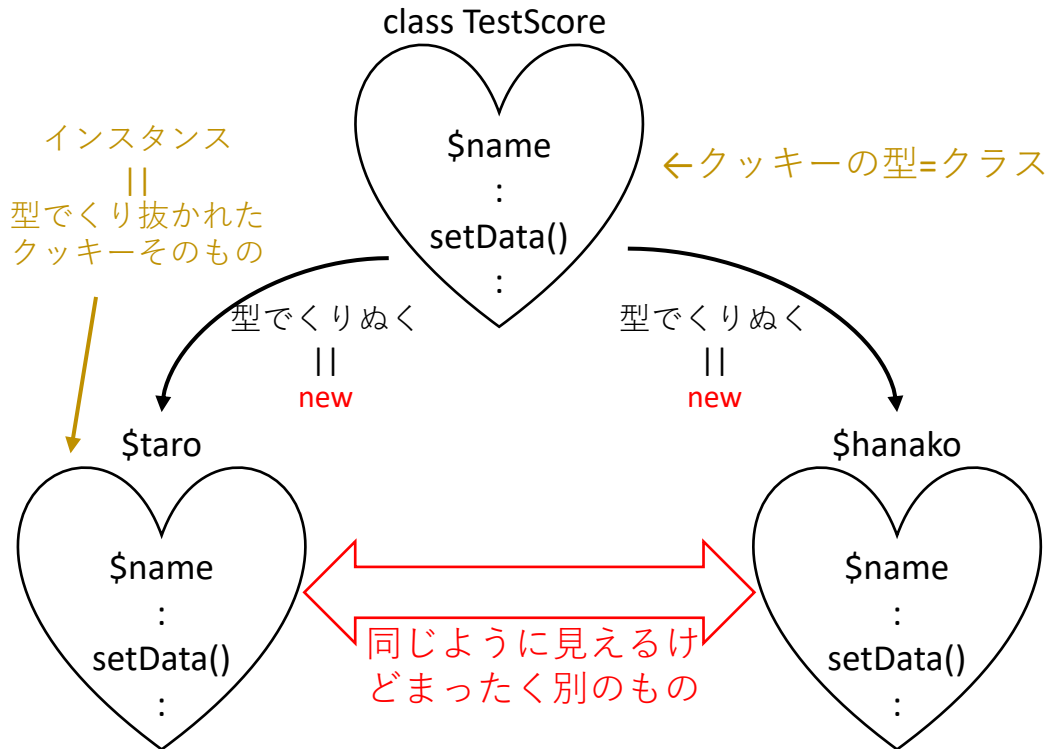 class TestScore
$name
:
setData()
:
←クッキーの型=クラス
インスタンス
||
型でくり抜かれた
クッキーそのもの
型でくりぬく
||
new
型でくりぬく
||
new
$taro
$name
:
setData()
:
$hanako
$name
:
setData()
:
同じように見えるけ
どまったく別のもの